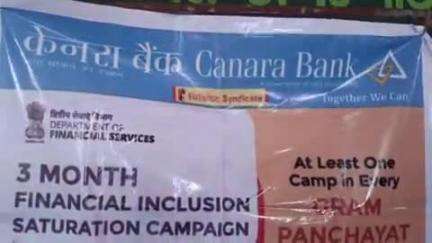 केनरा बैंक Canara Bank
Together We Can
वित्तीय सेवाएं विभाग
DEPARTMENT OF
FINANCIAL SERVICES
3 MONTH
FINANCIAL INCLUSION
SATURATION CAMPAIGN
At Least One
Camp in Every
GRAM
PANCHAYAT